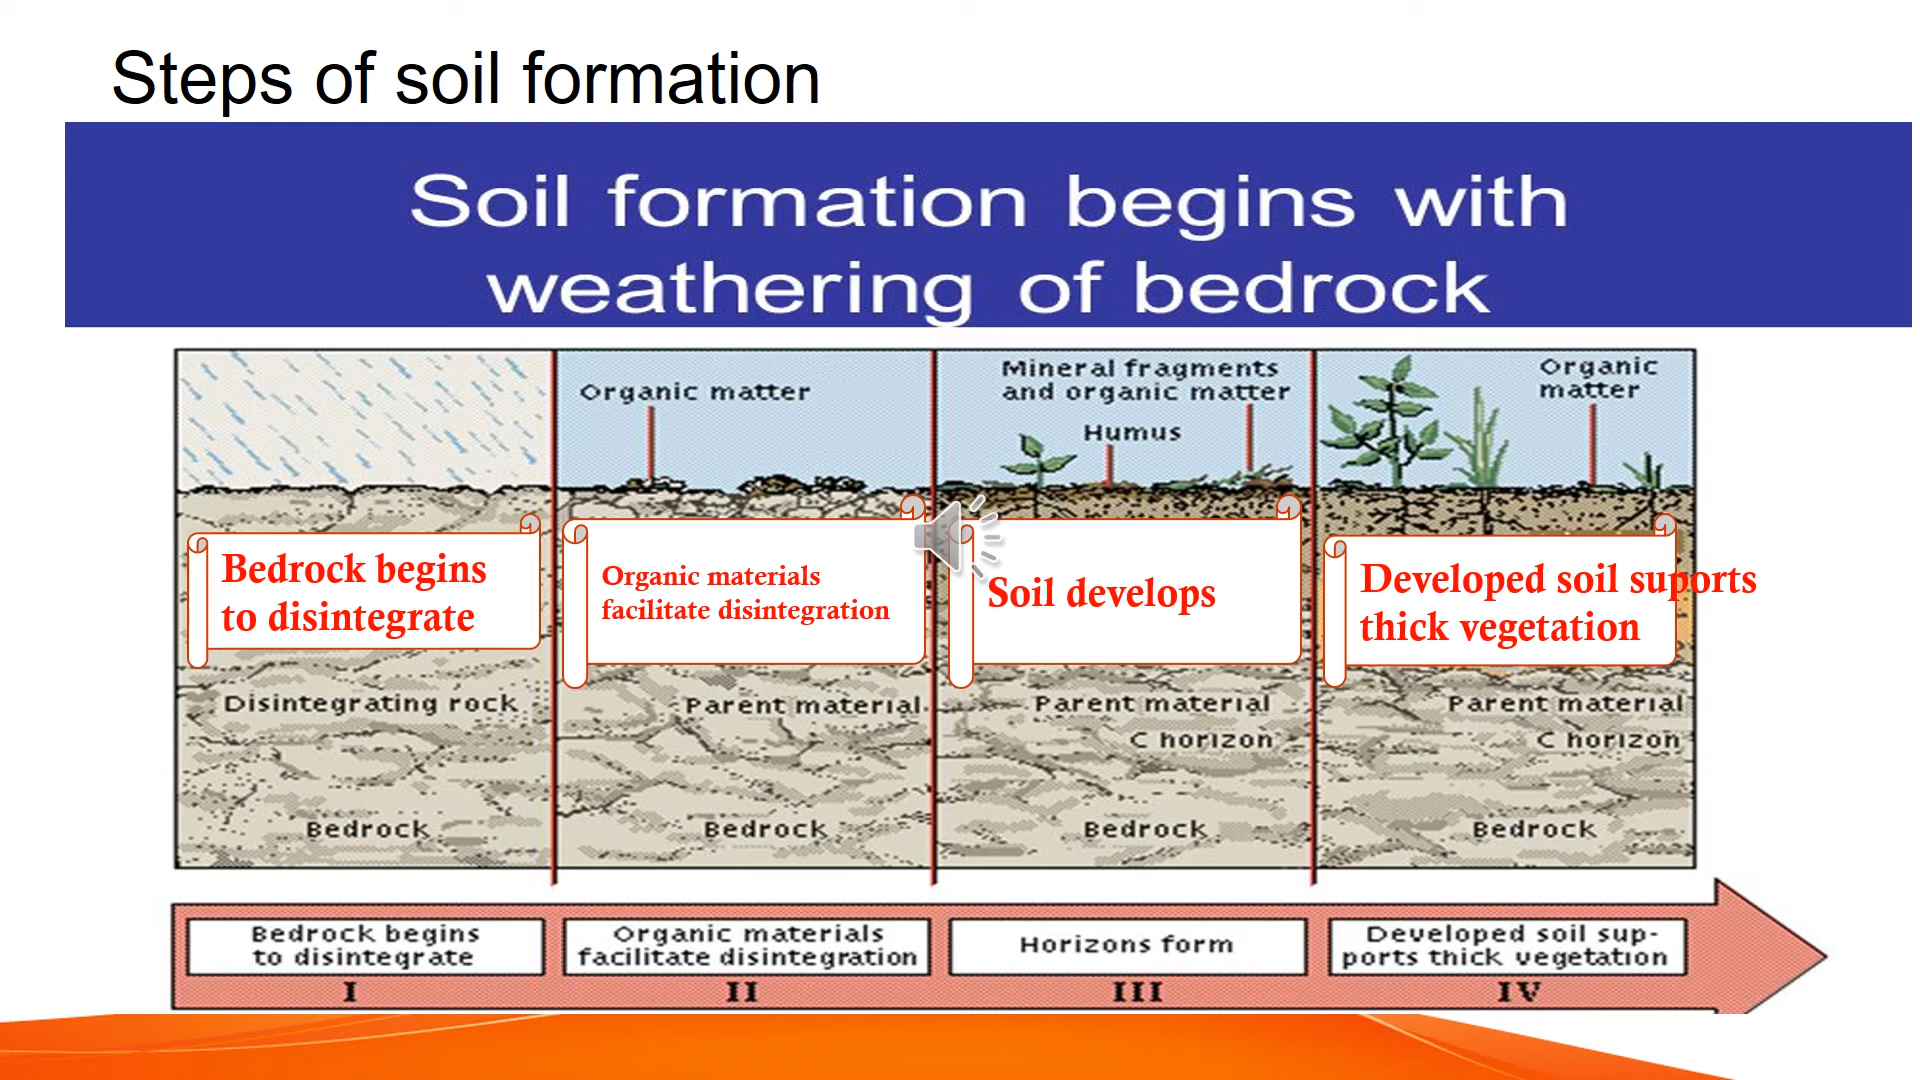 Steps of soil formation
Soil formation begins with
weathering of bedrock
Organic matter
Mineral fragments
and organic matter
Humus
Organic
matter
Bedrock begins
to disintegrate
Organic materials
facilitate disintegration
Soil develops
Developed soil suports
thick vegetation
Disintegrating rock
Bedrock
Parent material
Bedrock
Parent material
C horizon
Bedrock
Parent material
C horizon
Bedrock
Bedrock begins
to disintegrate
I
Organic materials
facilitate disintegration
II
Horizons form
III
Developed soil sup-
ports thick vegetation
IV